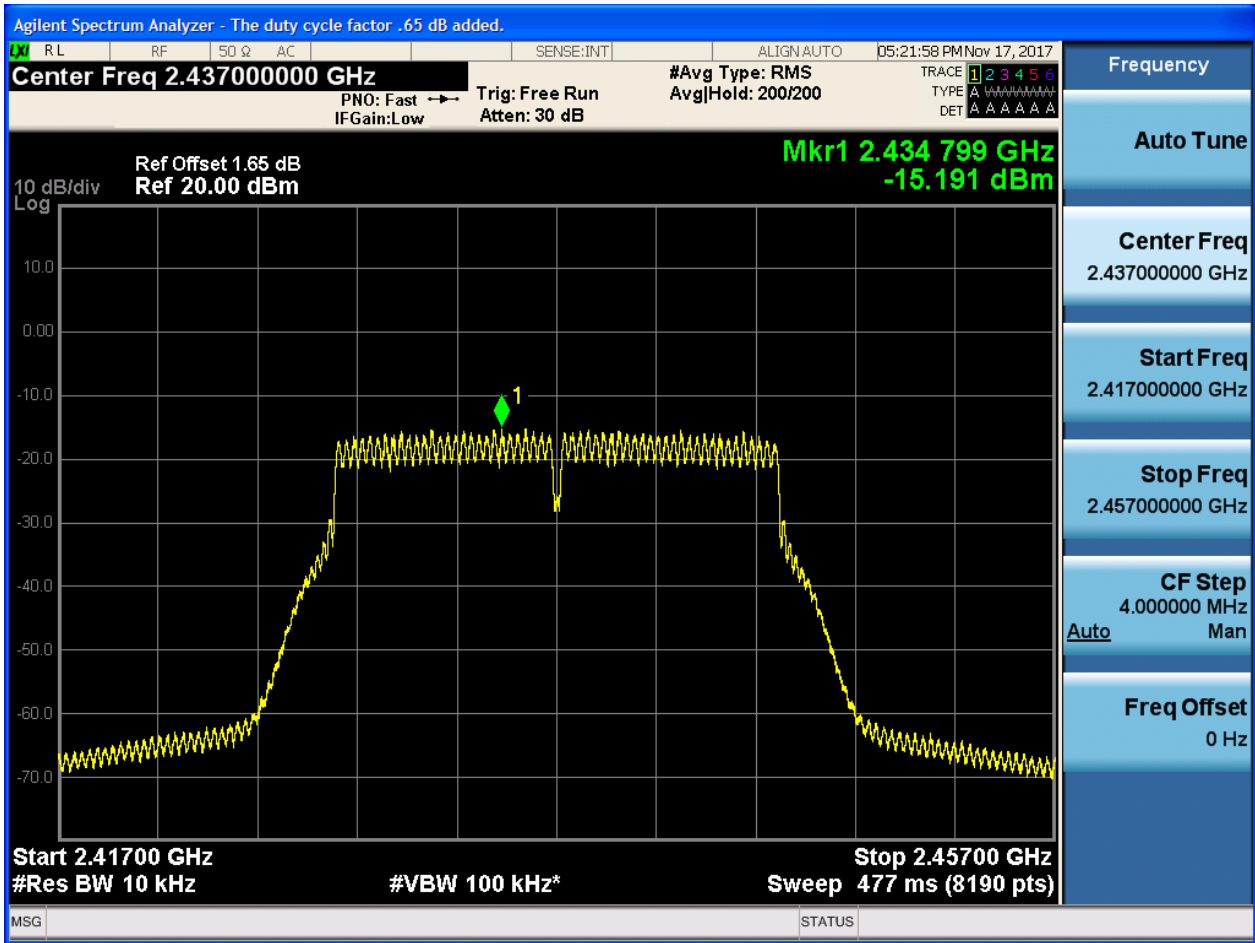 Agilent Spectrum Analyzer - The duty cycle factor .65 dB added.
LXI RL RF 50 Ω AC SENSE:INT ALIGN AUTO 05:21:58 PM Nov 17, 2017
Center Freq 2.437000000 GHz
PNO: Fast
IFGain:Low
Trig: Free Run
Atten: 30 dB
#Avg Type: RMS
Avg|Hold: 200/200
TRACE 1 2 3 4 5 6
TYPE A
DET A A A A A A
Mkr1 2.434 799 GHz
-15.191 dBm
Ref Offset 1.65 dB
10 dB/div Ref 20.00 dBm
Log
10.0
0.00
-10.0
1
-20.0
-30.0
-40.0
-50.0
-60.0
-70.0
Start 2.41700 GHz Stop 2.45700 GHz
#Res BW 10 kHz #VBW 100 kHz* Sweep 477 ms (8190 pts)
MSG STATUS
Frequency
Auto Tune
Center Freq
2.437000000 GHz
Start Freq
2.417000000 GHz
Stop Freq
2.457000000 GHz
CF Step
4.000000 MHz
Auto Man
Freq Offset
0 Hz